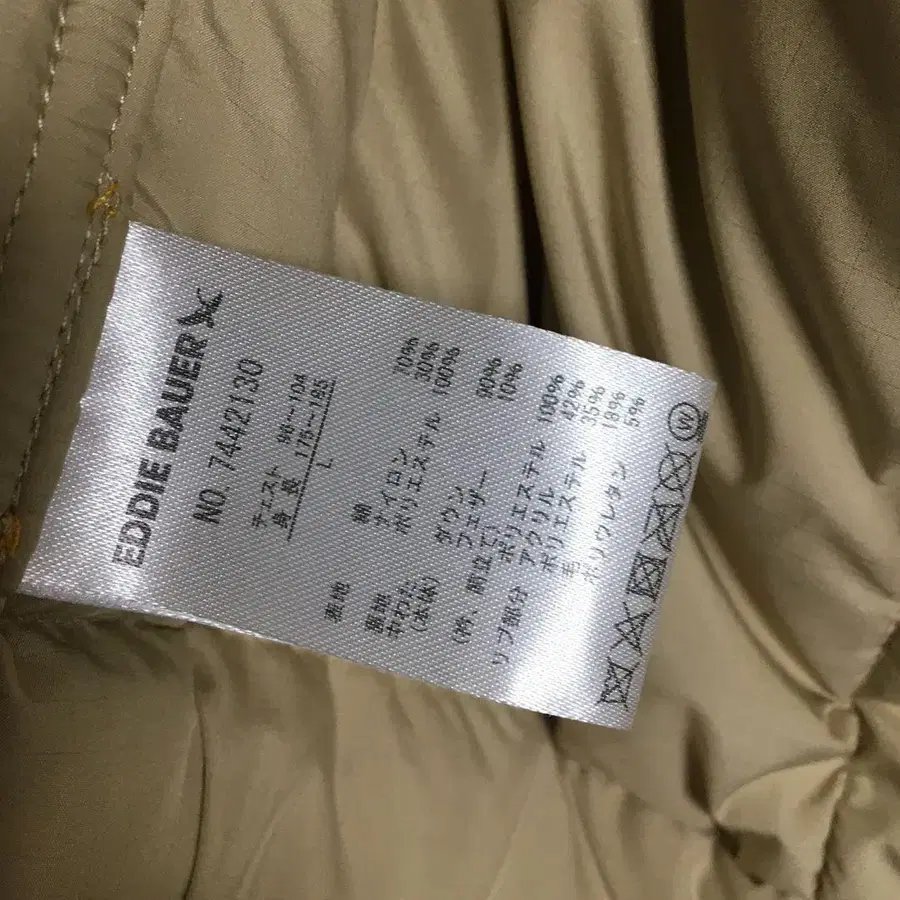 EDDIE BAUER
NO. 7442130
チェスト 96～104
身長 175～185
L
表地 綿 70%
ナイロン 30%
裏地 ポリエステル 100%
中わた
(本体) ダウン 90%
フェザー 10%
(衿、前立て) ポリエステル 100%
リブ部分 アクリル 42%
ポリエステル 35%
毛 18%
ポリウレタン 5%
W